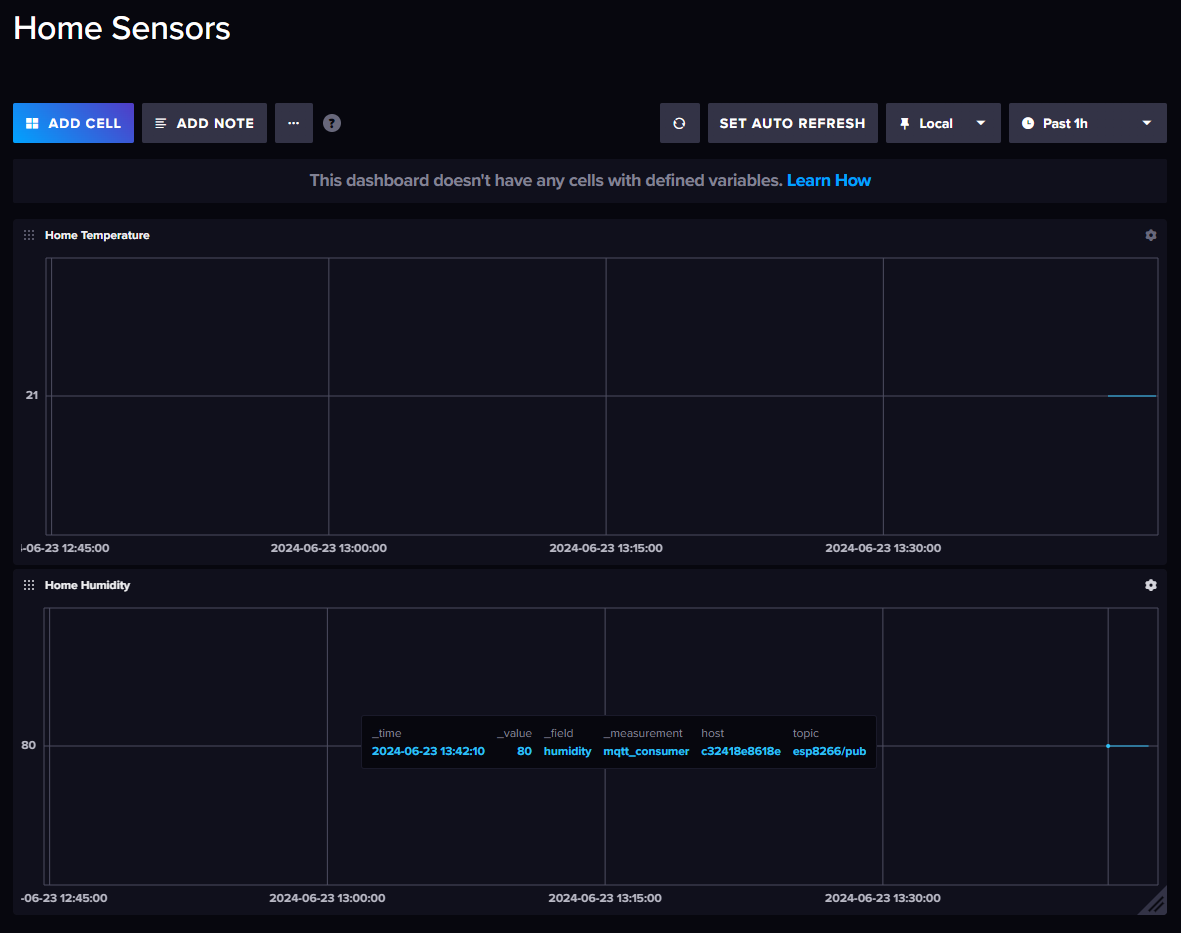 Home Sensors
ADD CELL ADD NOTE ... ? SET AUTO REFRESH Local Past 1h
This dashboard doesn't have any cells with defined variables. Learn How
Home Temperature
21
-06-23 12:45:00 2024-06-23 13:00:00 2024-06-23 13:15:00 2024-06-23 13:30:00
Home Humidity
_time _value _field _measurement host topic
80
2024-06-23 13:42:10 80 humidity mqtt_consumer c32418e8618e esp8266/pub
-06-23 12:45:00 2024-06-23 13:00:00 2024-06-23 13:15:00 2024-06-23 13:30:00